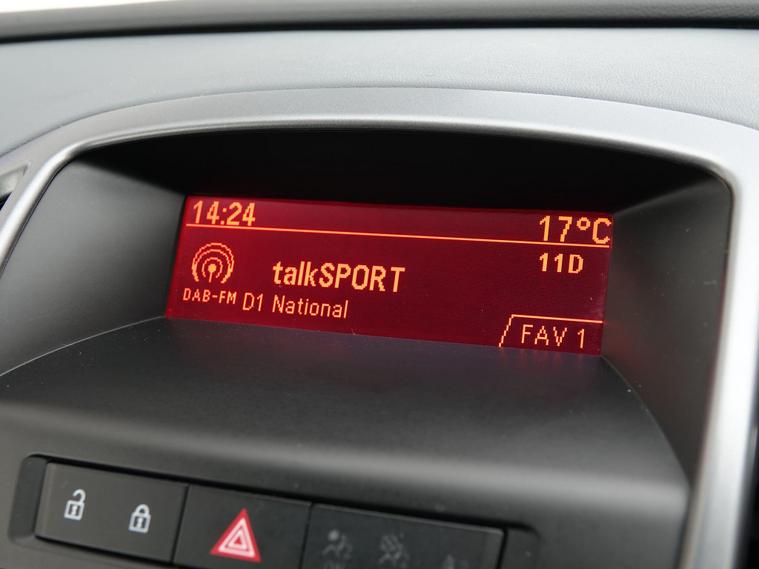 14:24 17°C
11D
talkSPORT
DAB-FM D1 National
FAV 1